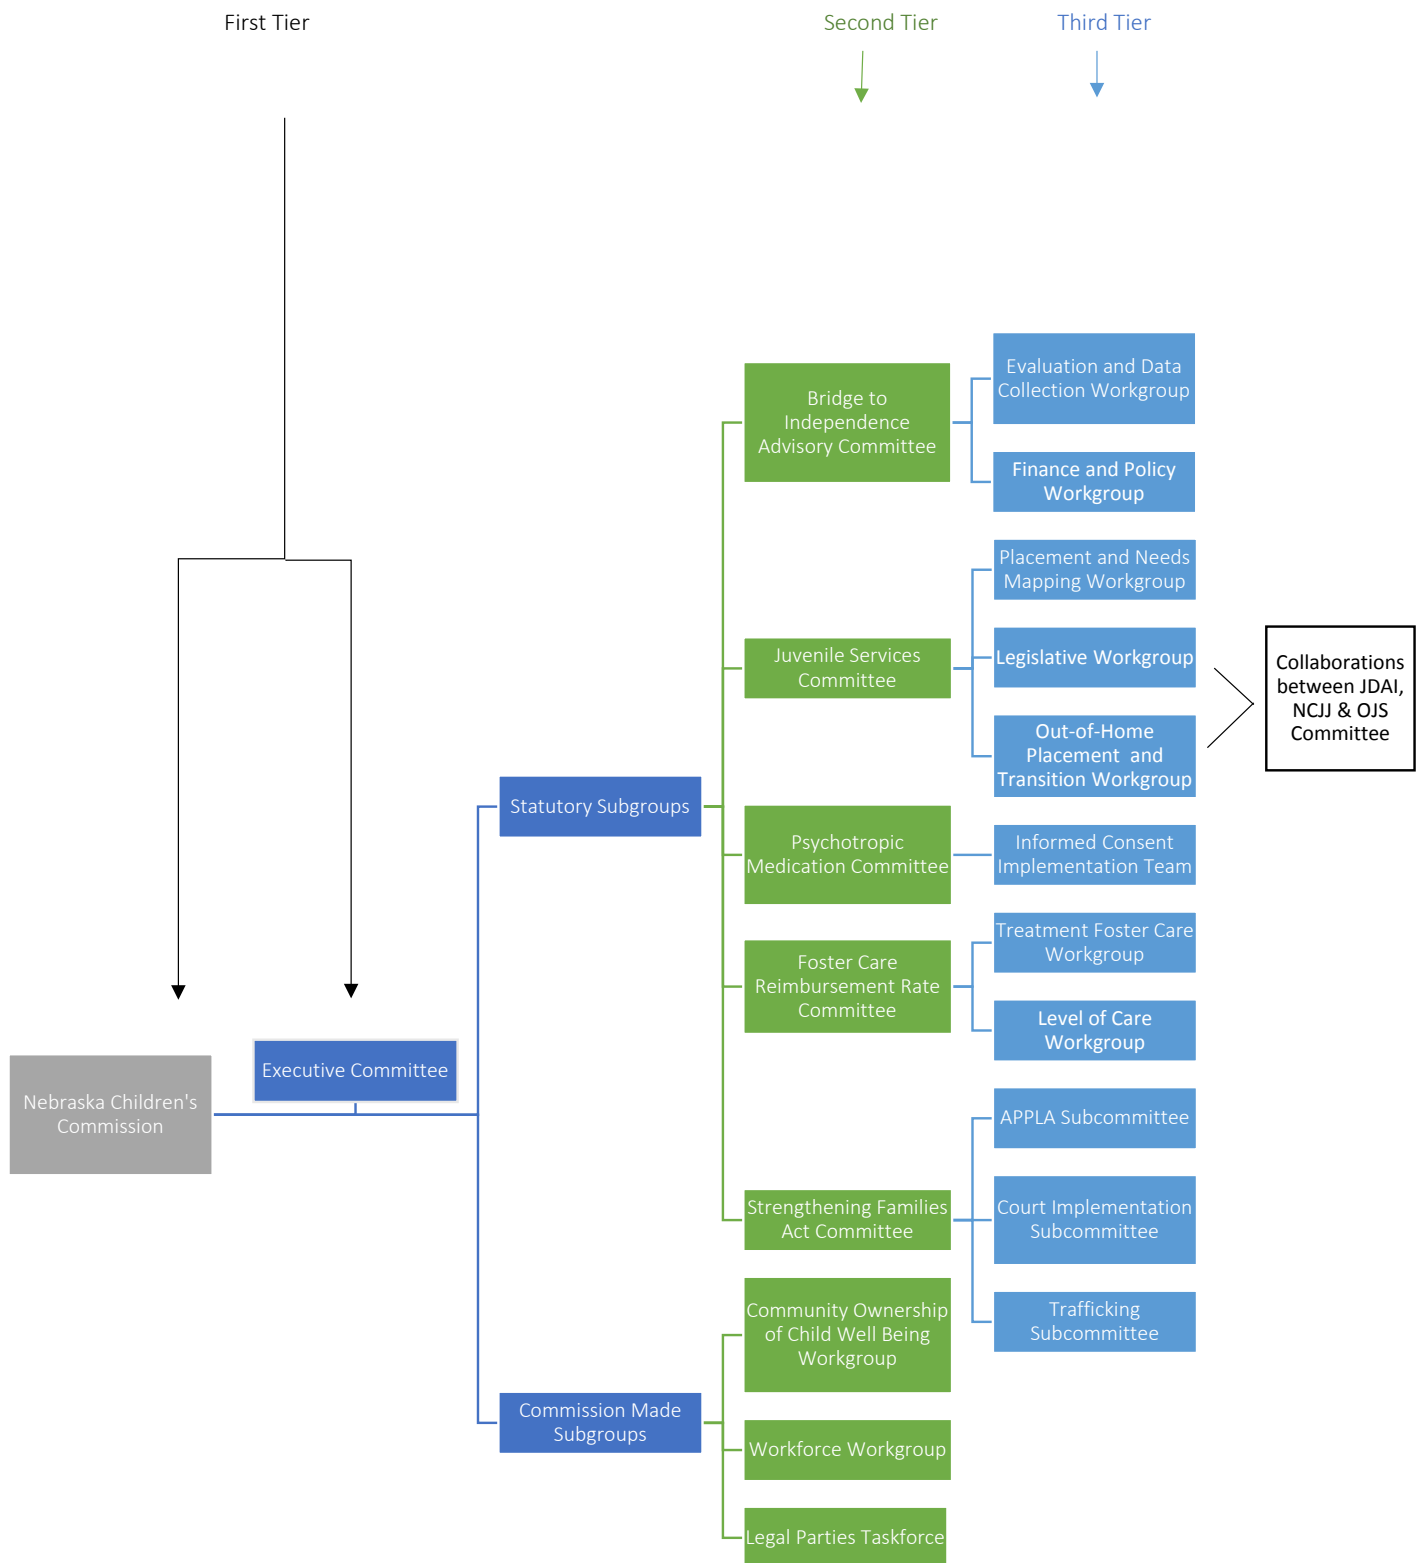 First Tier
Second Tier
Third Tier
Evaluation and Data
Collection Workgroup
Bridge to
Independence
Advisory Committee
Finance and Policy
Workgroup
Placement and Needs
Mapping Workgroup
Juvenile Services
Committee
Legislative Workgroup
Out-of-Home
Placement and
Transition Workgroup
Collaborations
between JDAI,
NCJJ & OJS
Committee
Statutory Subgroups
Psychotropic
Medication Committee
Informed Consent
Implementation Team
Foster Care
Reimbursement Rate
Committee
Treatment Foster Care
Workgroup
Level of Care
Workgroup
Executive Committee
Nebraska Children's
Commission
APPLA Subcommittee
Strengthening Families
Act Committee
Court Implementation
Subcommittee
Trafficking
Subcommittee
Community Ownership
of Child Well Being
Workgroup
Commission Made
Subgroups
Workforce Workgroup
Legal Parties Taskforce